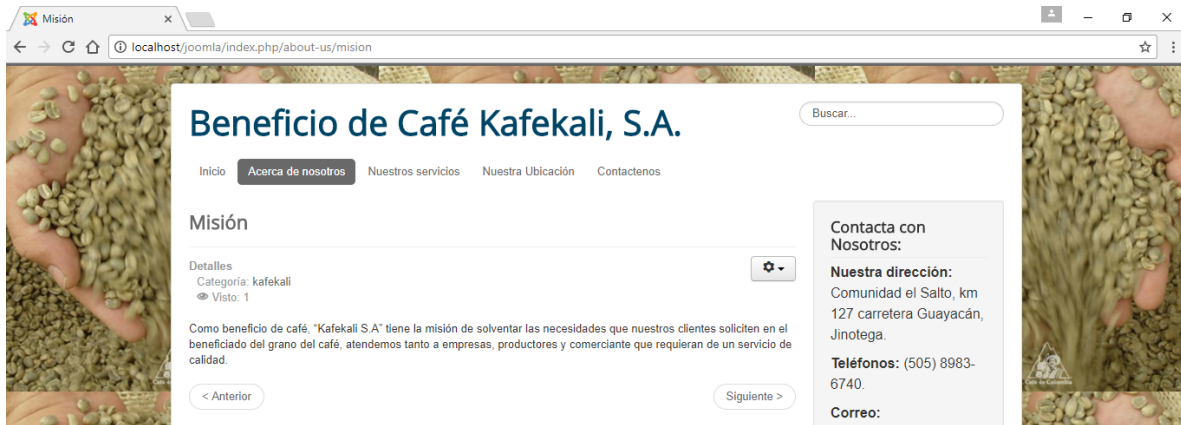 Misión
localhost/joomla/index.php/about-us/mision
Beneficio de Café Kafekali, S.A.
Buscar...
Inicio Acerca de nosotros Nuestros servicios Nuestra Ubicación Contactenos
Misión
Detalles
Categoría: kafekali
Visto: 1
Como beneficio de café, “Kafekali S.A” tiene la misión de solventar las necesidades que nuestros clientes soliciten en el
beneficiado del grano del café, atendemos tanto a empresas, productores y comerciante que requieran de un servicio de
calidad.
< Anterior
Siguiente >
Contacta con
Nosotros:
Nuestra dirección:
Comunidad el Salto, km
127 carretera Guayacán,
Jinotega.
Teléfonos: (505) 8983-
6740.
Correo:
Café de Colombia